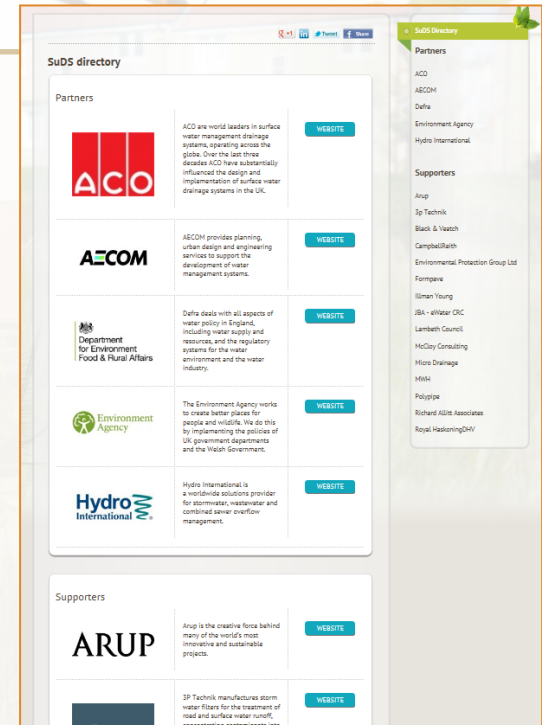 g +1 in Tweet f Share
SuDS directory
Partners
ACO
ACO are world leaders in surface
water management drainage
systems, operating across the
globe. Over the last three
decades ACO have substantially
influenced the design and
implementation of surface water
drainage systems in the UK.
WEBSITE
AECOM
AECOM provides planning,
urban design and engineering
services to support the
development of water
management systems.
WEBSITE
Department
for Environment
Food & Rural Affairs
Defra deals with all aspects of
water policy in England,
including water supply and
resources, and the regulatory
systems for the water
environment and the water
industry.
WEBSITE
Environment
Agency
The Environment Agency works
to create better places for
people and wildlife. We do this
by implementing the policies of
UK government departments
and the Welsh Government.
WEBSITE
Hydro
International
Hydro International is
a worldwide solutions provider
for stormwater, wastewater and
combined sewer overflow
management.
WEBSITE
Supporters
ARUP
Arup is the creative force behind
many of the world's most
innovative and sustainable
projects.
WEBSITE
3P Technik manufactures storm
water filters for the treatment of
road and surface water runoff,
concentrating contaminants into
WEBSITE
SuDS Directory
Partners
ACO
AECOM
Defra
Environment Agency
Hydro International
Supporters
Arup
3p Technik
Black & Veatch
CampbellReith
Environmental Protection Group Ltd
Formpave
Illman Young
JBA - eWater CRC
Lambeth Council
McCloy Consulting
Micro Drainage
MWH
Polypipe
Richard Allitt Associates
Royal HaskoningDHV